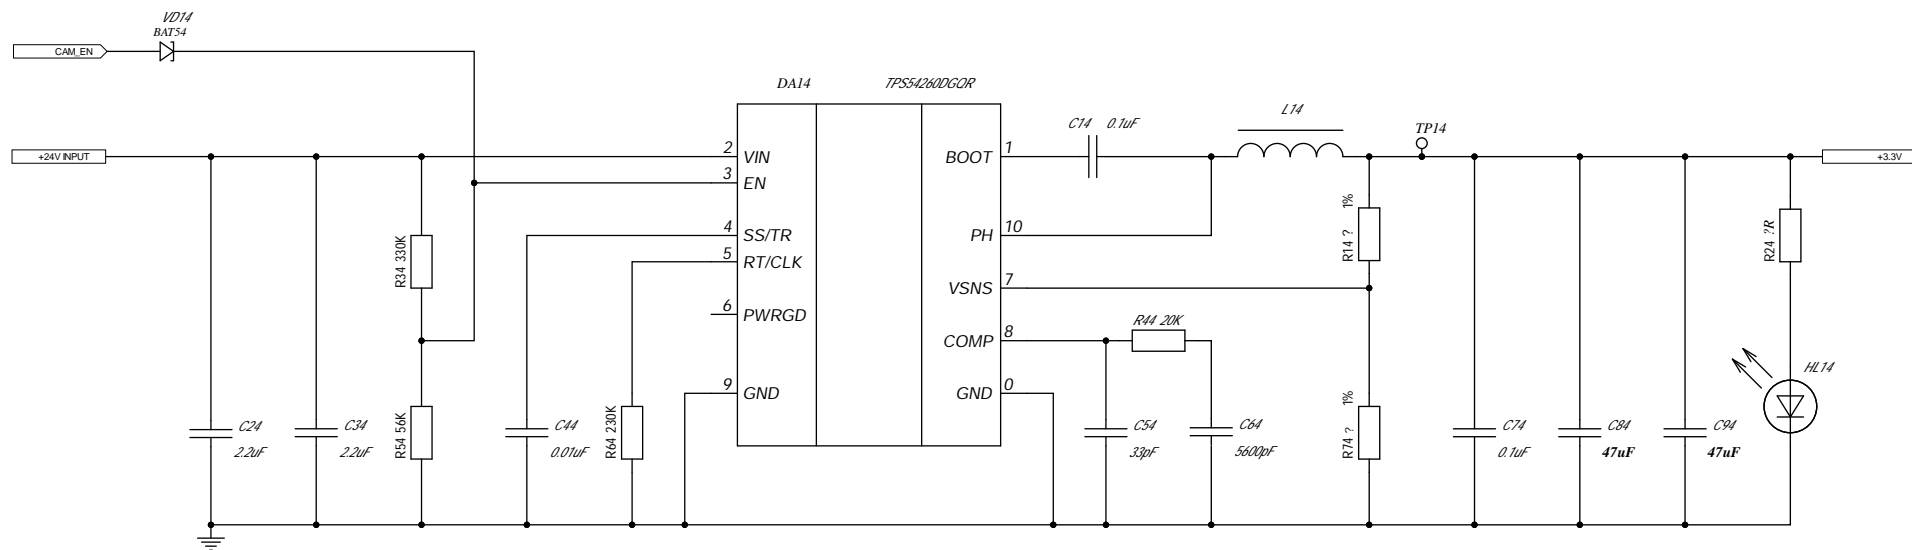 VD14
BAT54
CAM_EN
DA14 TPS54260DGQR
+24V INPUT
2 VIN
3 EN
4 SS/TR
5 RT/CLK
6 PWRGD
9 GND
BOOT 1
PH 10
VSNS 7
COMP 8
GND 0
C14 0.1uF
L14
TP14
+3.3V
R34 330K
R54 56K
C24
2.2uF
C34
2.2uF
C44
0.01uF
R64 230K
R44 20K
C54
33pF
C64
5600pF
1%
R14 ?
1%
R74 ?
C74
0.1uF
C84
47uF
C94
47uF
R24 ?R
HL14